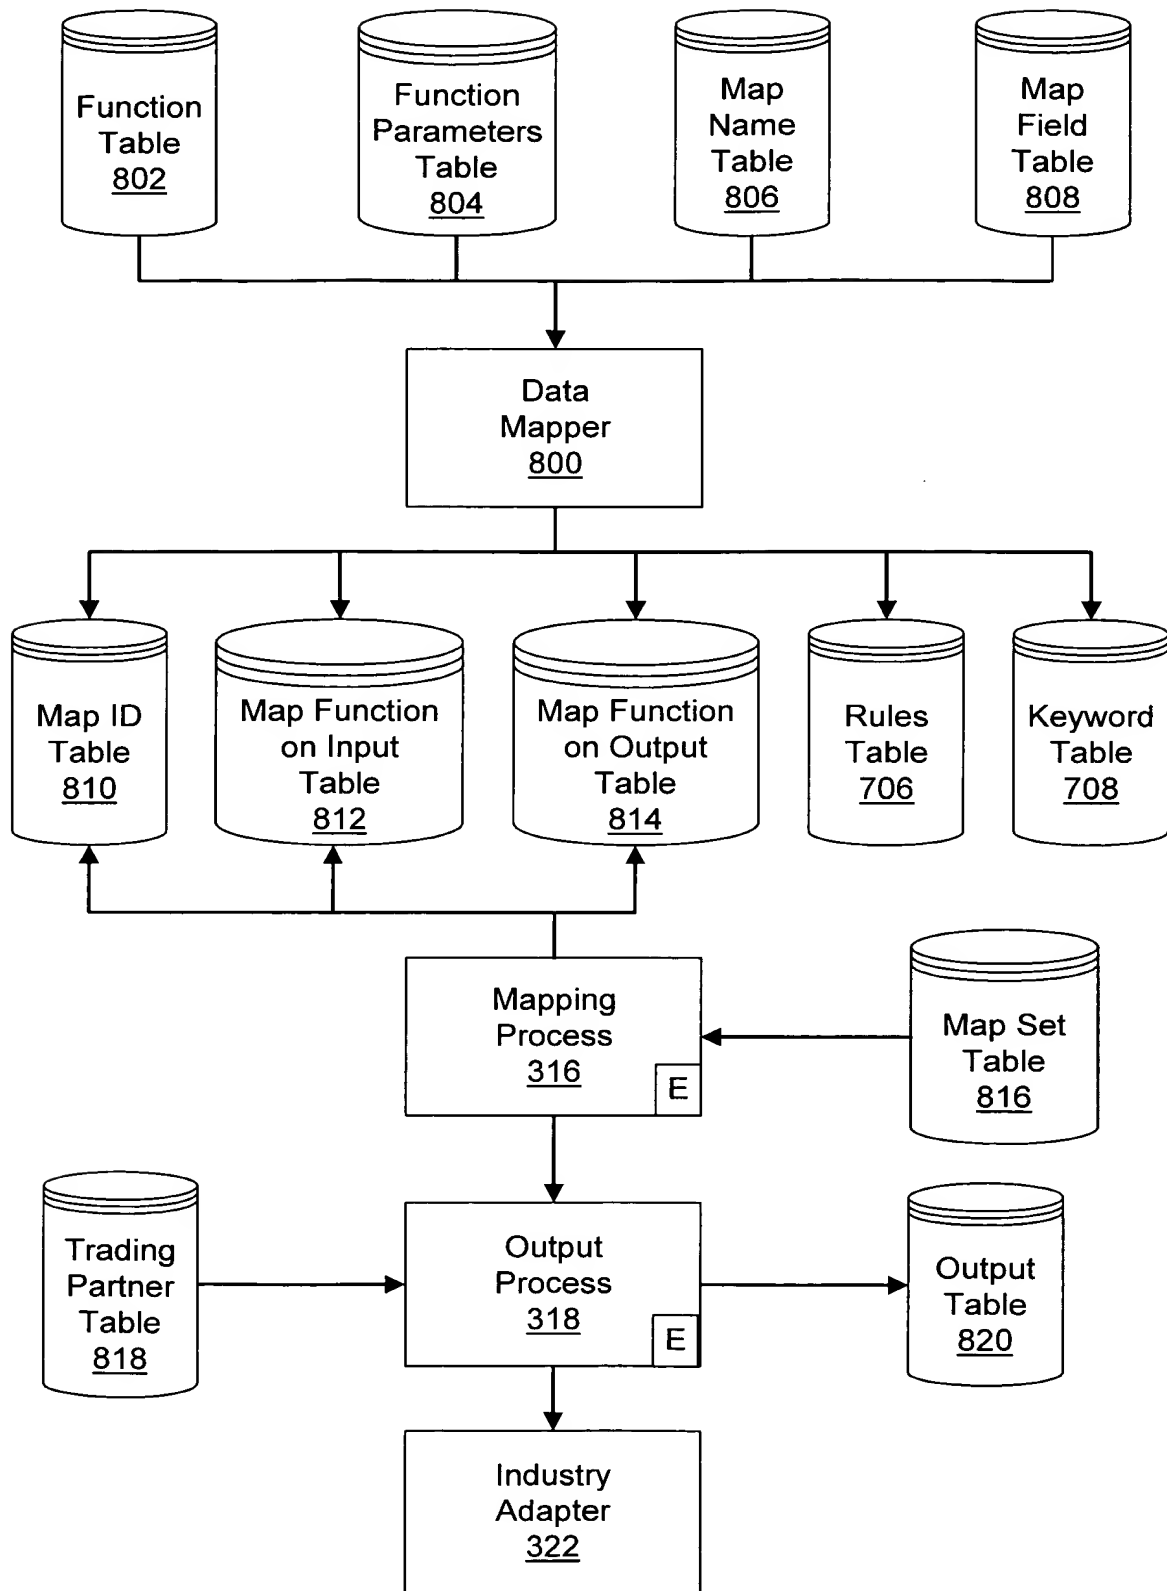 Function
Table
802
Function
Parameters
Table
804
Map
Name
Table
806
Map
Field
Table
808
Data
Mapper
800
Map ID
Table
810
Map Function
on Input
Table
812
Map Function
on Output
Table
814
Rules
Table
706
Keyword
Table
708
Mapping
Process
316
E
Map Set
Table
816
Trading
Partner
Table
818
Output
Process
318
E
Output
Table
820
Industry
Adapter
322